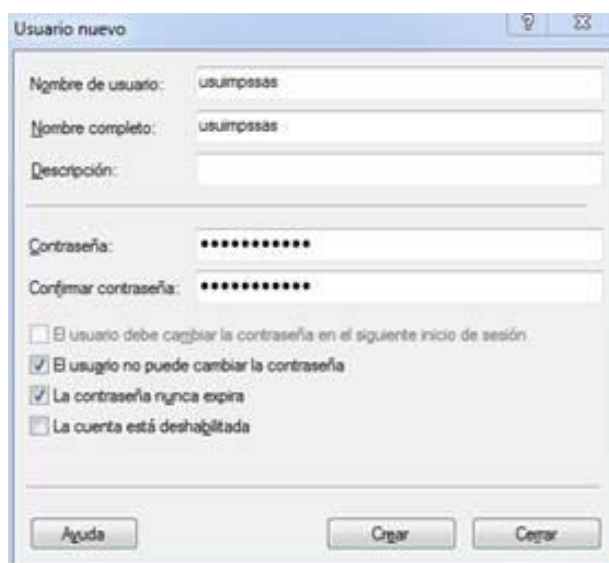 Usuario nuevo
Nombre de usuario: usuimpssas
Nombre completo: usuimpssas
Descripción:
Contraseña: •••••••••••
Confirmar contraseña: •••••••••••
El usuario debe cambiar la contraseña en el siguiente inicio de sesión
El usuario no puede cambiar la contraseña
La contraseña nunca expira
La cuenta está deshabilitada
Ayuda Crear Cerrar